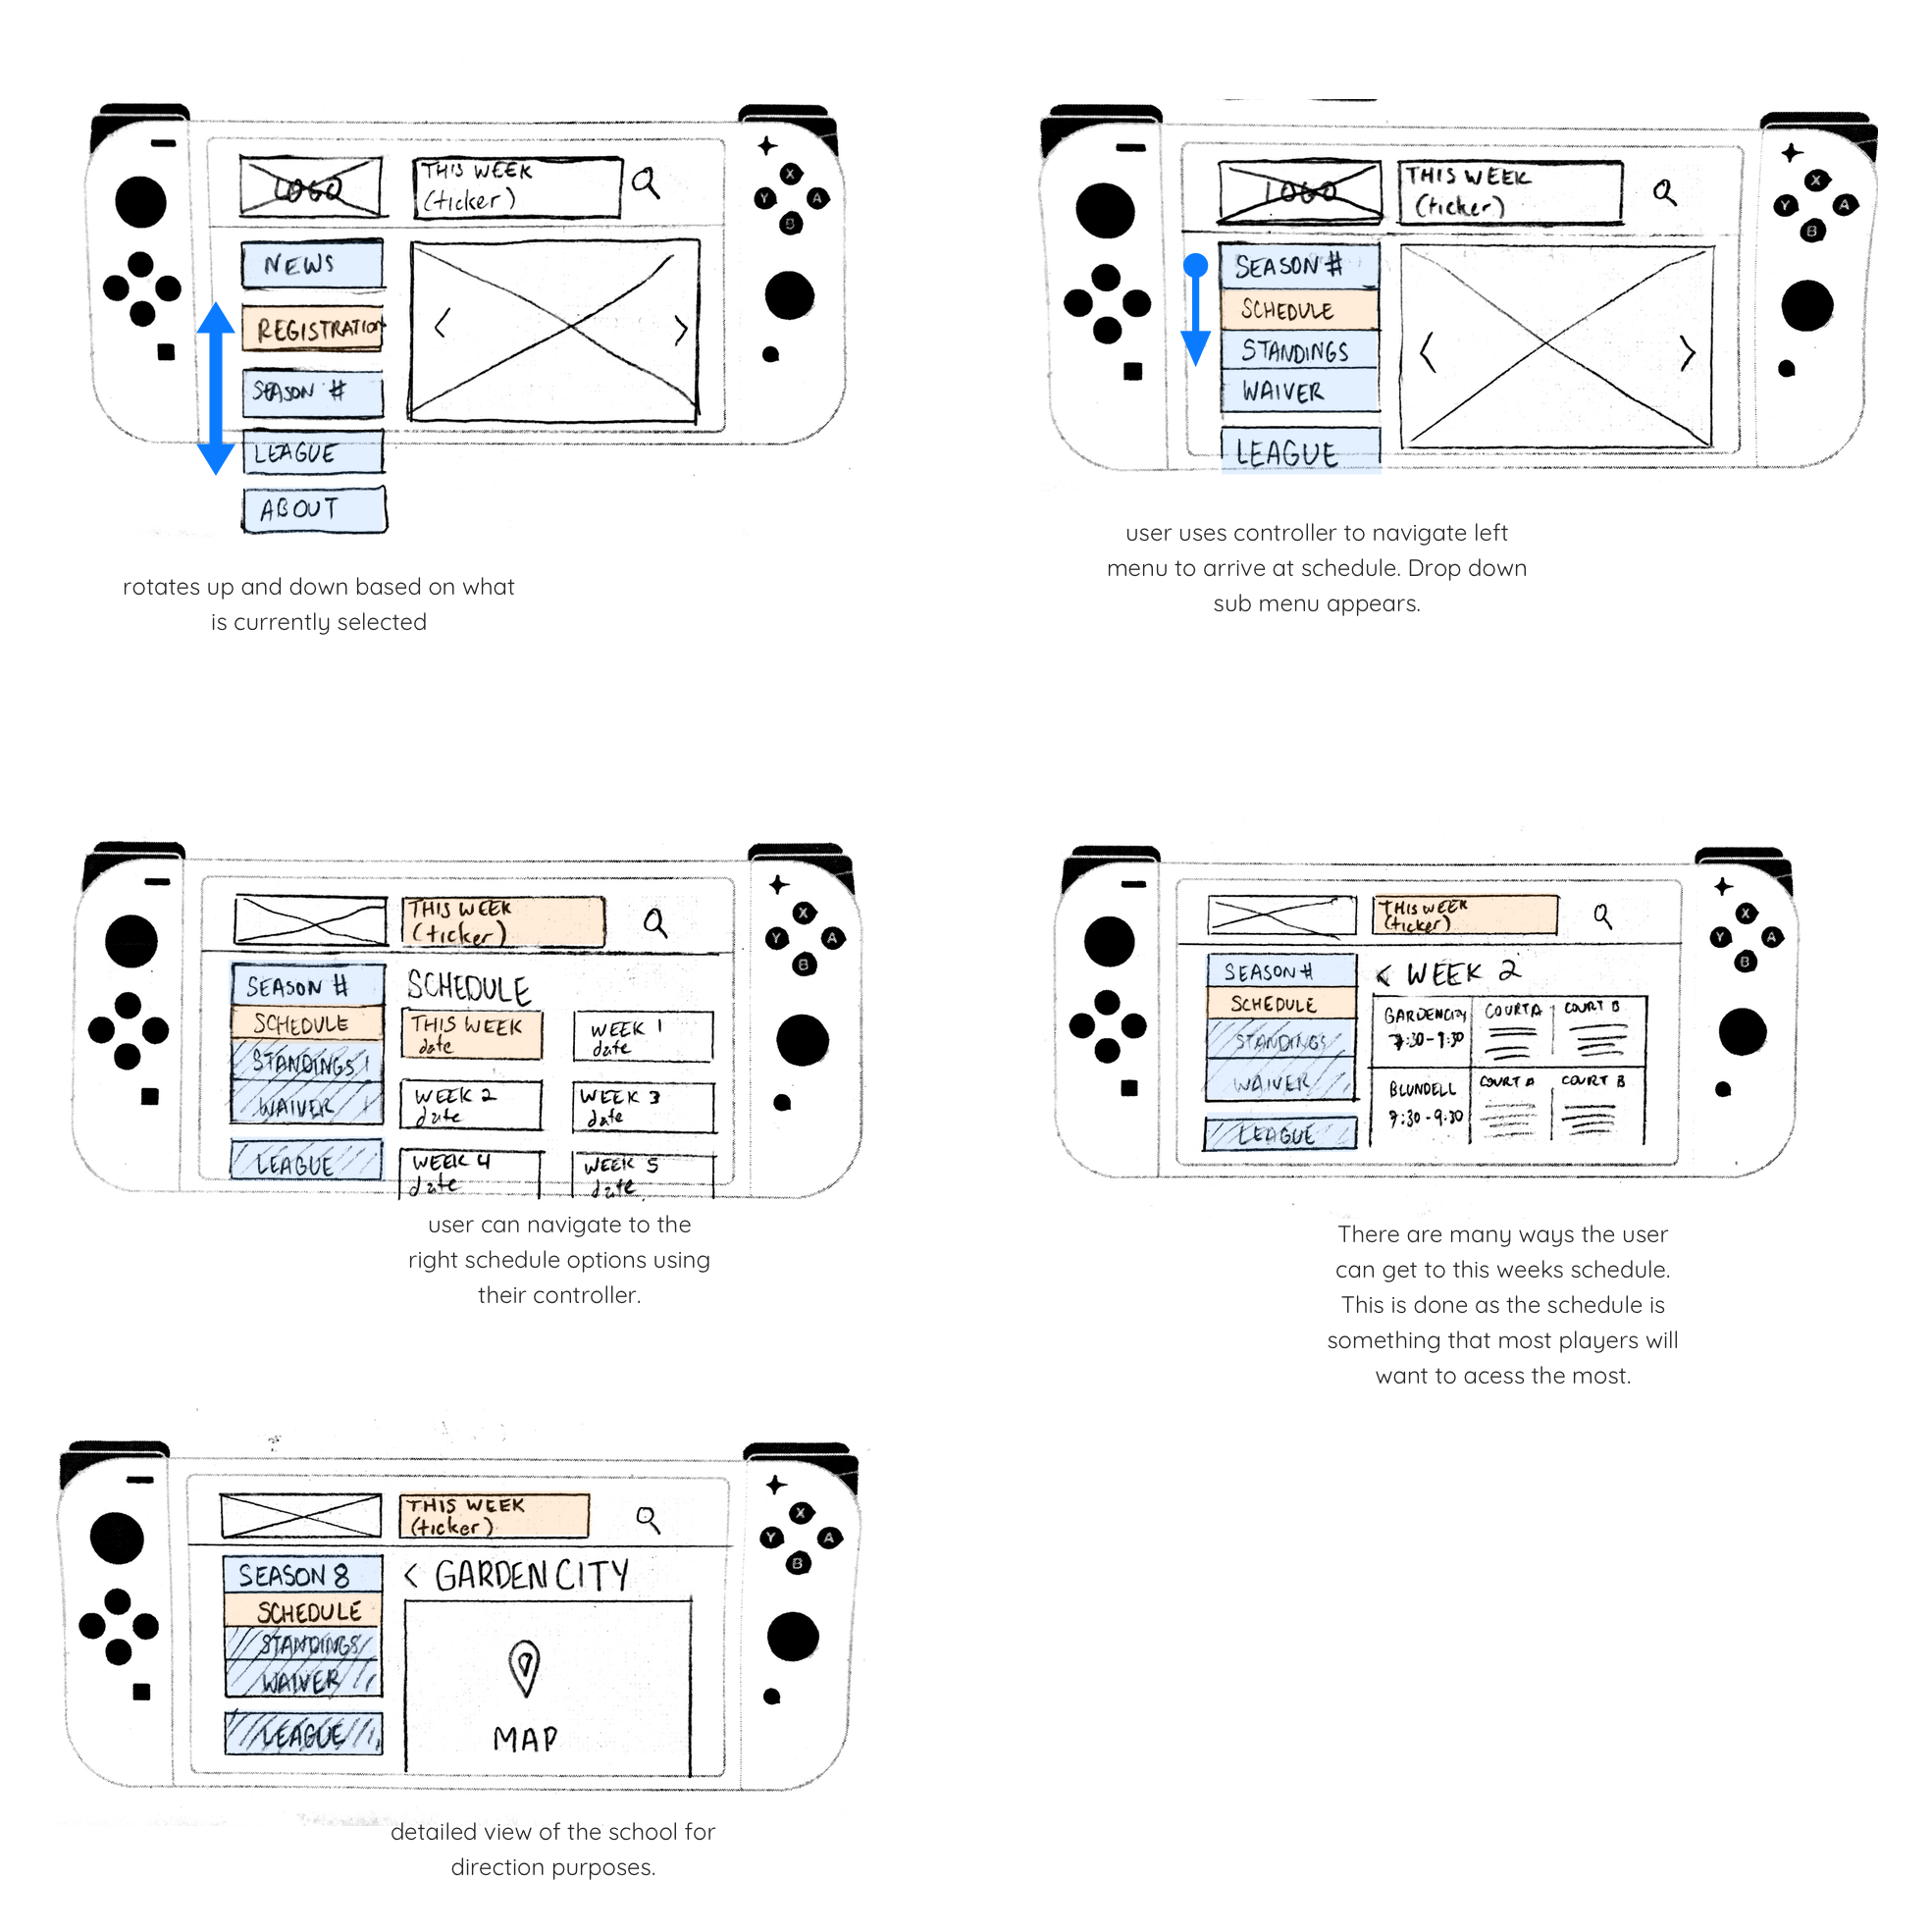 LOGO
THIS WEEK
(ticker)
X
Y
A
B
NEWS
REGISTRATION
SEASON #
LEAGUE
ABOUT
rotates up and down based on what
is currently selected
LOGO
THIS WEEK
(ticker)
X
Y
A
B
SEASON #
SCHEDULE
STANDINGS
WAIVER
LEAGUE
user uses controller to navigate left
menu to arrive at schedule. Drop down
sub menu appears.
THIS WEEK
(ticker)
X
Y
A
B
SEASON #
SCHEDULE
STANDINGS
WAIVER
LEAGUE
SCHEDULE
THIS WEEK
date
WEEK 1
date
WEEK 2
date
WEEK 3
date
WEEK 4
date
WEEK 5
date
user can navigate to the
right schedule options using
their controller.
THIS WEEK
(ticker)
X
Y
A
B
SEASON #
SCHEDULE
STANDINGS
WAIVER
LEAGUE
< WEEK 2
GARDENCITY
7:30-9:30
COURT A
COURT B
BLUNDELL
7:30-9:30
COURT A
COURT B
There are many ways the user
can get to this weeks schedule.
This is done as the schedule is
something that most players will
want to acess the most.
THIS WEEK
(ticker)
X
Y
A
B
SEASON 8
SCHEDULE
STANDINGS
WAIVER
LEAGUE
< GARDENCITY
MAP
detailed view of the school for
direction purposes.